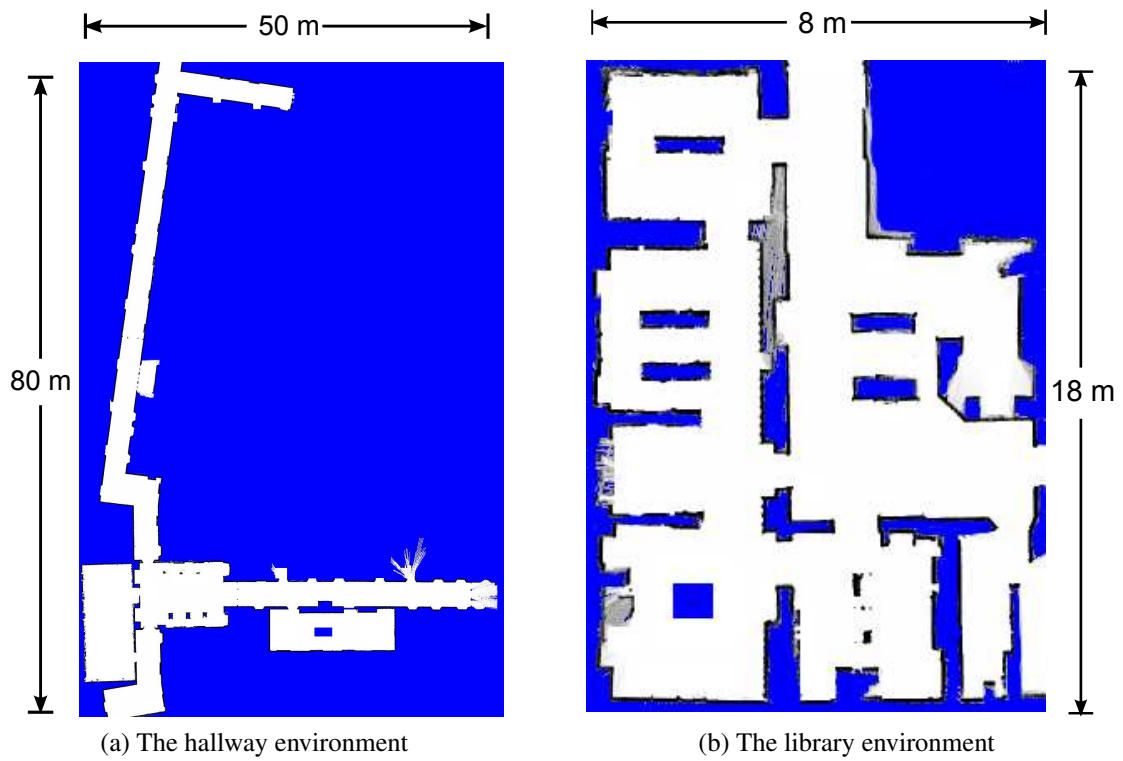 50 m
8 m
80 m
18 m
(a) The hallway environment
(b) The library environment